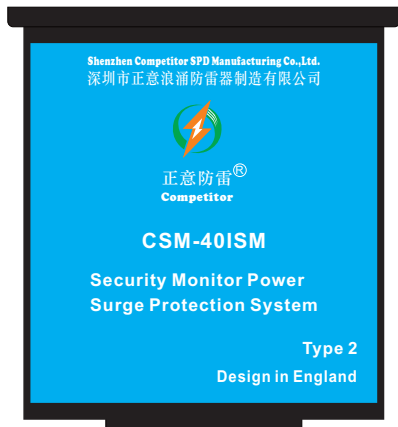 Shenzhen Competitor SPD Manufacturing Co.,Ltd.
深圳市正意浪涌防雷器制造有限公司
正意防雷®
Competitor
CSM-40ISM
Security Monitor Power
Surge Protection System
Type 2
Design in England